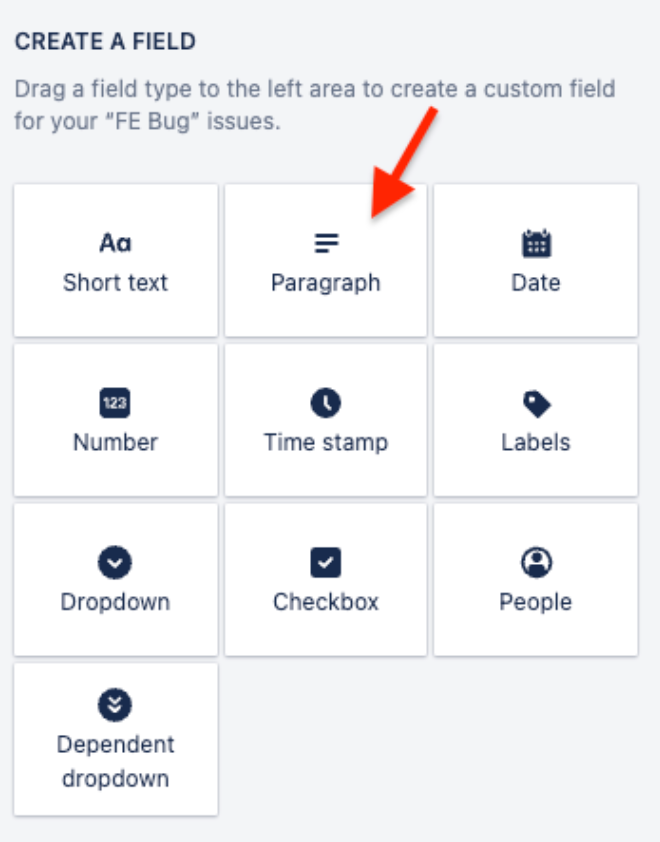 CREATE A FIELD
Drag a field type to the left area to create a custom field
for your “FE Bug” issues.
Aa
Short text
Paragraph
Date
123
Number
Time stamp
Labels
Dropdown
Checkbox
People
Dependent
dropdown